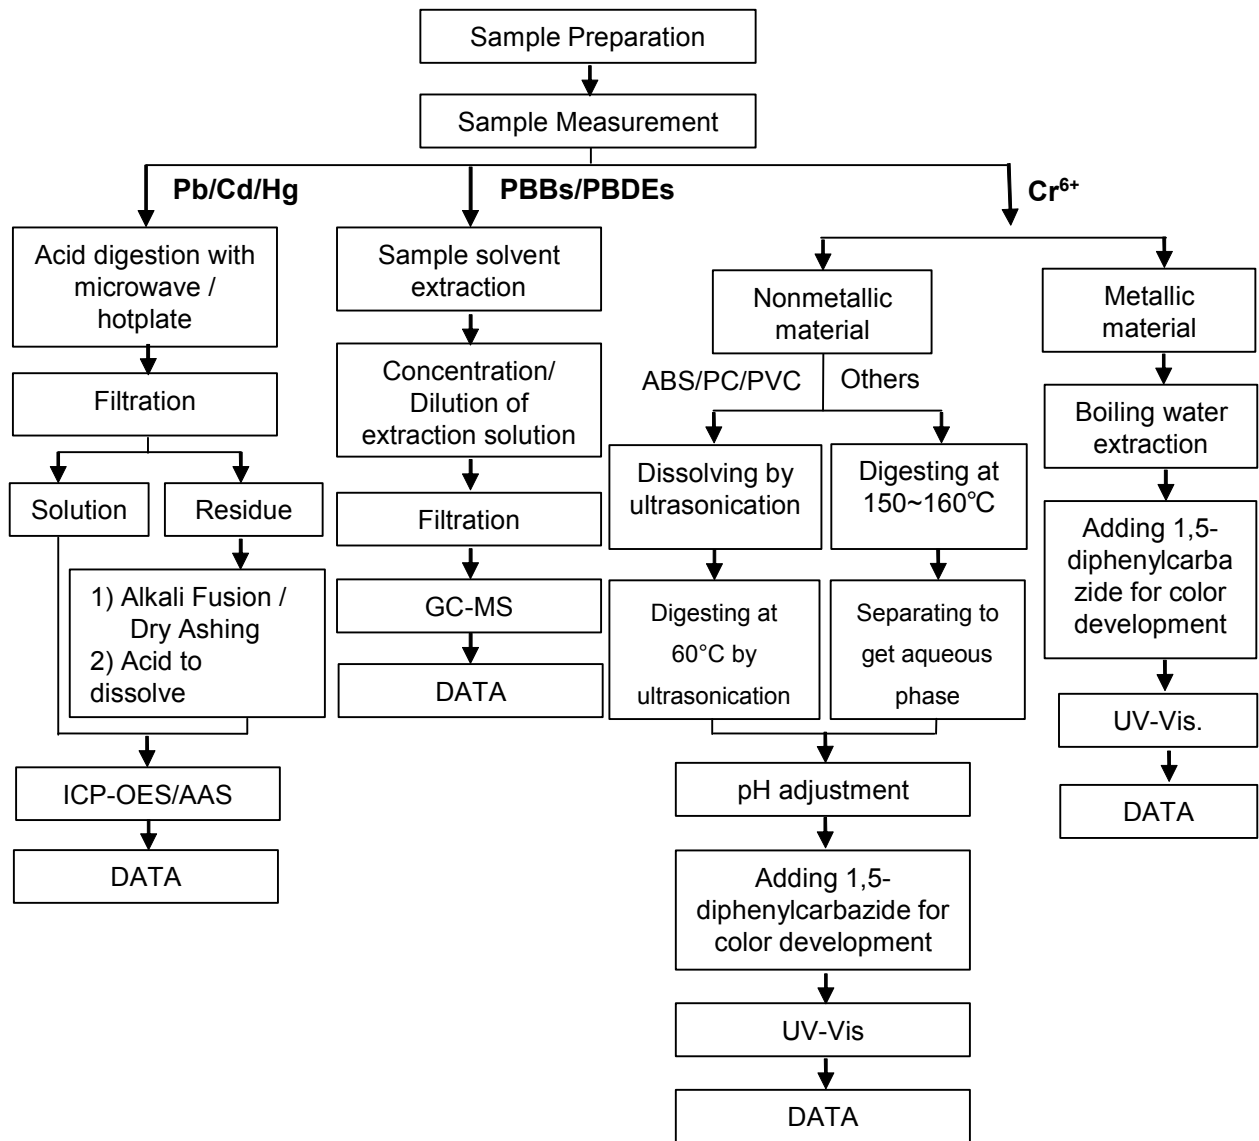 Sample Preparation
Sample Measurement
Pb/Cd/Hg
PBBs/PBDEs
Cr⁶⁺
Acid digestion with
microwave /
hotplate
Filtration
Solution
Residue
1) Alkali Fusion /
Dry Ashing
2) Acid to
dissolve
ICP-OES/AAS
DATA
Sample solvent
extraction
Concentration/
Dilution of
extraction solution
Filtration
GC-MS
DATA
Nonmetallic
material
ABS/PC/PVC
Others
Dissolving by
ultrasonication
Digesting at
60°C by
ultrasonication
Digesting at
150~160℃
Separating to
get aqueous
phase
pH adjustment
Adding 1,5-
diphenylcarbazide for
color development
UV-Vis
DATA
Metallic
material
Boiling water
extraction
Adding 1,5-
diphenylcarba
zide for color
development
UV-Vis.
DATA